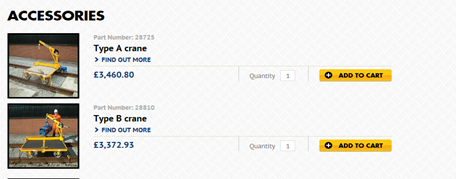 ACCESSORIES
Part Number: 28725
Type A crane
> FIND OUT MORE
£3,460.80
Quantity 1
ADD TO CART
Part Number: 28810
Type B crane
> FIND OUT MORE
£3,372.93
Quantity 1
ADD TO CART